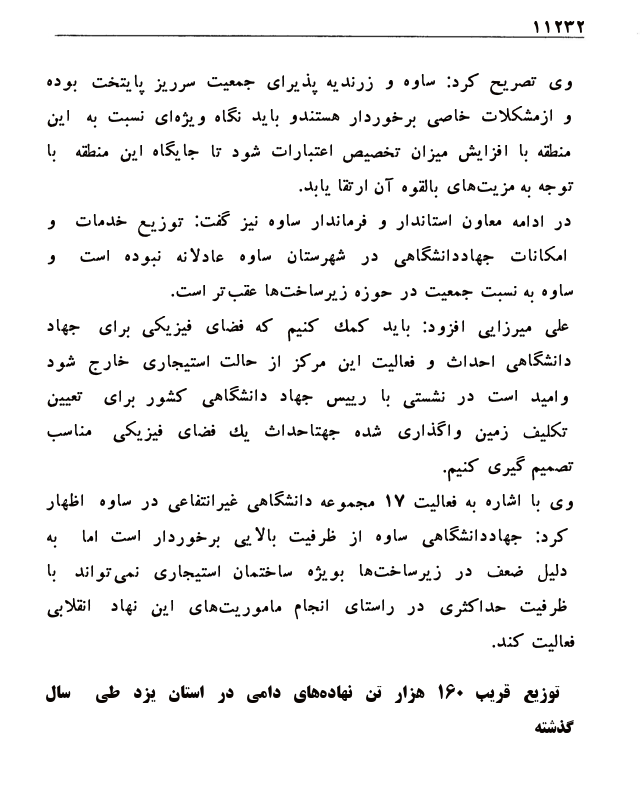 ۱۱۲۳۲
وی تصریح کرد: ساوه و زرندیه پذیرای جمعیت سرریز پایتخت بوده
و ازمشکلات خاصی برخوردار هستندو باید نگاه ویژه‌ای نسبت به این
منطقه با افزایش میزان تخصیص اعتبارات شود تا جایگاه این منطقه با
توجه به مزیت‌های بالقوه آن ارتقا یابد.
در ادامه معاون استاندار و فرماندار ساوه نیز گفت: توزیع خدمات و
امکانات جهاددانشگاهی در شهرستان ساوه عادلانه نبوده است و
ساوه به نسبت جمعیت در حوزه زیرساخت‌ها عقب‌تر است.
علی میرزایی افزود: باید کمك کنیم که فضای فیزیکی برای جهاد
دانشگاهی احداث و فعالیت این مرکز از حالت استیجاری خارج شود
وامید است در نشستی با رییس جهاد دانشگاهی کشور برای تعیین
تکلیف زمین واگذاری شده جهتاحداث یك فضای فیزیکی مناسب
تصمیم گیری کنیم.
وی با اشاره به فعالیت ۱۷ مجموعه دانشگاهی غیرانتفاعی در ساوه اظهار
کرد: جهاددانشگاهی ساوه از ظرفیت بالایی برخوردار است اما به
دلیل ضعف در زیرساخت‌ها بویژه ساختمان استیجاری نمی‌تواند با
ظرفیت حداکثری در راستای انجام ماموریت‌های این نهاد انقلابی
فعالیت کند.
توزیع قریب ۱۶۰ هزار تن نهاده‌های دامی در استان یزد طی سال
گذشته